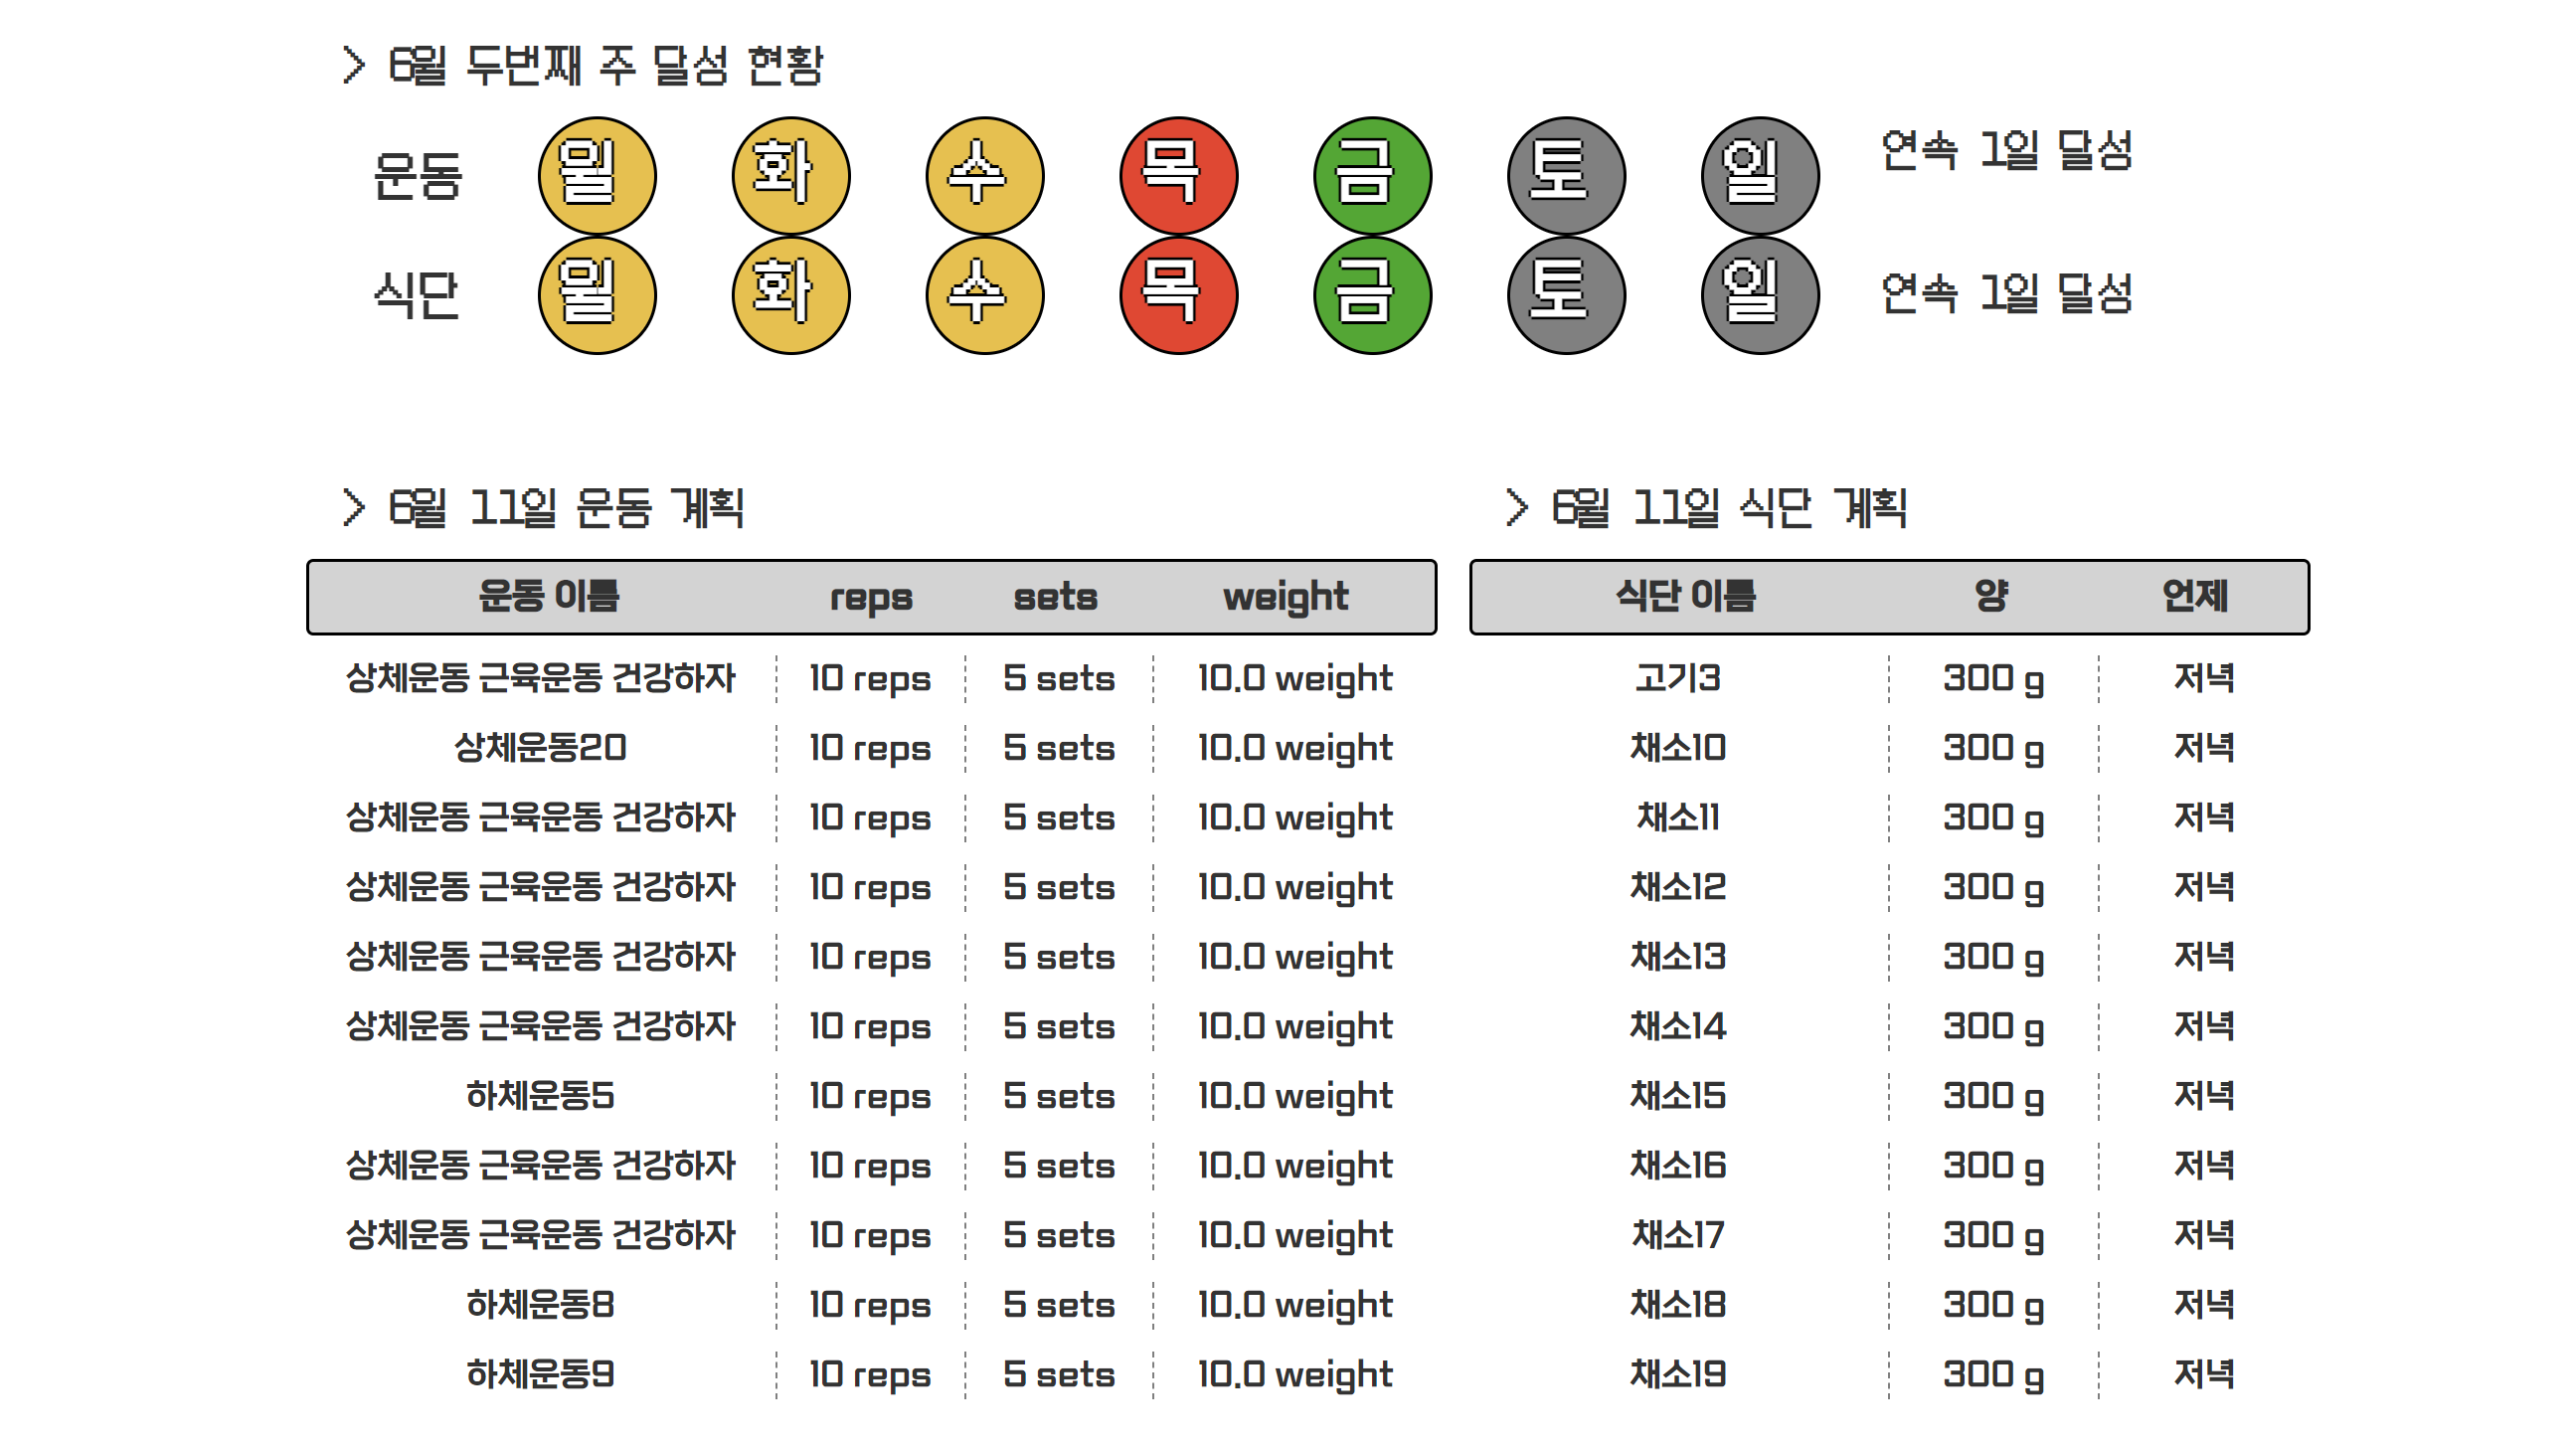 > 6월 두번째 주 달성 현황
운동 월 화 수 목 금 토 일 연속 1일 달성
식단 월 화 수 목 금 토 일 연속 1일 달성
> 6월 11일 운동 계획
운동 이름 reps sets weight
상체운동 근육운동 건강하자 10 reps 5 sets 10.0 weight
상체운동20 10 reps 5 sets 10.0 weight
상체운동 근육운동 건강하자 10 reps 5 sets 10.0 weight
상체운동 근육운동 건강하자 10 reps 5 sets 10.0 weight
상체운동 근육운동 건강하자 10 reps 5 sets 10.0 weight
상체운동 근육운동 건강하자 10 reps 5 sets 10.0 weight
하체운동5 10 reps 5 sets 10.0 weight
상체운동 근육운동 건강하자 10 reps 5 sets 10.0 weight
상체운동 근육운동 건강하자 10 reps 5 sets 10.0 weight
하체운동8 10 reps 5 sets 10.0 weight
하체운동9 10 reps 5 sets 10.0 weight
> 6월 11일 식단 계획
식단 이름 양 언제
고기3 300 g 저녁
채소10 300 g 저녁
채소11 300 g 저녁
채소12 300 g 저녁
채소13 300 g 저녁
채소14 300 g 저녁
채소15 300 g 저녁
채소16 300 g 저녁
채소17 300 g 저녁
채소18 300 g 저녁
채소19 300 g 저녁